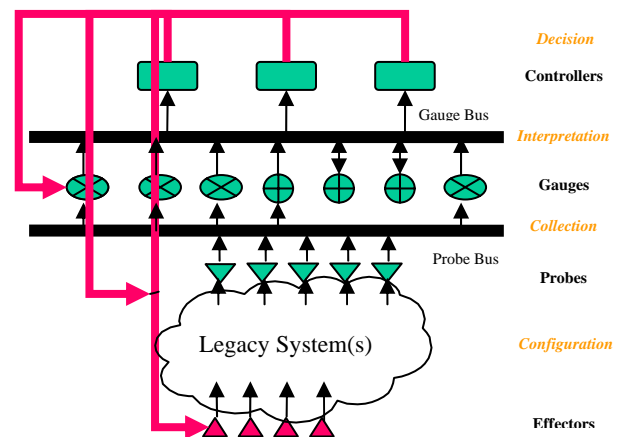 Decision
Controllers
Gauge Bus
Interpretation
Gauges
Collection
Probe Bus
Probes
Legacy System(s)
Configuration
Effectors